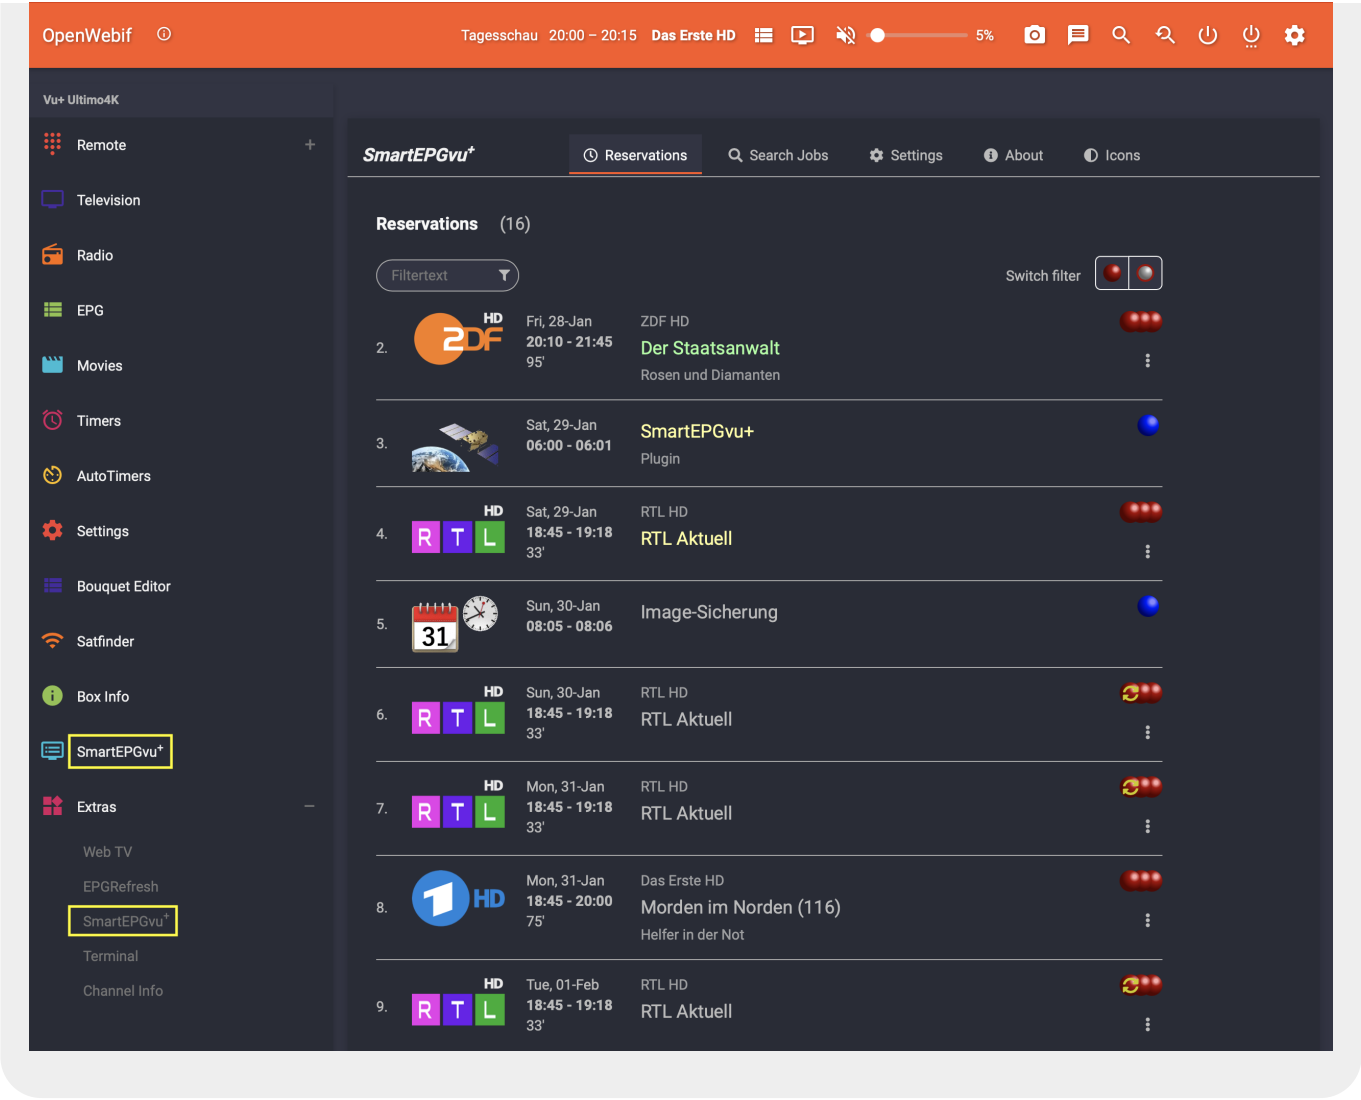 OpenWebif
Tagesschau 20:00 – 20:15 Das Erste HD
5%
Vu+ Ultimo4K
Remote
Television
Radio
EPG
Movies
Timers
AutoTimers
Settings
Bouquet Editor
Satfinder
Box Info
SmartEPGvu+
Extras
Web TV
EPGRefresh
SmartEPGvu+
Terminal
Channel Info
SmartEPGvu+
Reservations
Search Jobs
Settings
About
Icons
Reservations (16)
Filtertext
Switch filter
2.
ZDF HD
Fri, 28-Jan
20:10 - 21:45
95'
ZDF HD
Der Staatsanwalt
Rosen und Diamanten
3.
Sat, 29-Jan
06:00 - 06:01
SmartEPGvu+
Plugin
4.
RTL HD
Sat, 29-Jan
18:45 - 19:18
33'
RTL HD
RTL Aktuell
5.
31
Sun, 30-Jan
08:05 - 08:06
Image-Sicherung
6.
RTL HD
Sun, 30-Jan
18:45 - 19:18
33'
RTL HD
RTL Aktuell
7.
RTL HD
Mon, 31-Jan
18:45 - 19:18
33'
RTL HD
RTL Aktuell
8.
1 HD
Mon, 31-Jan
18:45 - 20:00
75'
Das Erste HD
Morden im Norden (116)
Helfer in der Not
9.
RTL HD
Tue, 01-Feb
18:45 - 19:18
33'
RTL HD
RTL Aktuell